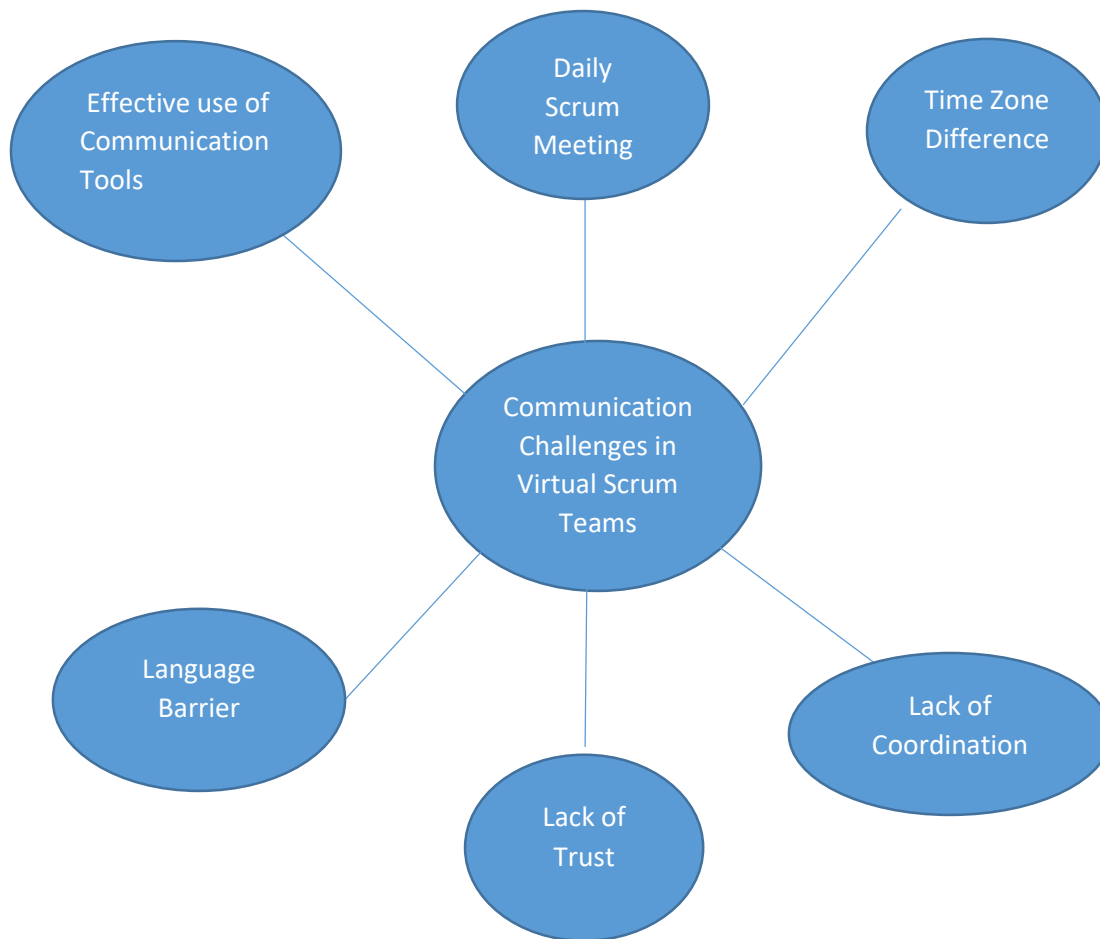 Effective use of
Communication
Tools
Daily
Scrum
Meeting
Time Zone
Difference
Communication
Challenges in
Virtual Scrum
Teams
Language
Barrier
Lack of
Trust
Lack of
Coordination